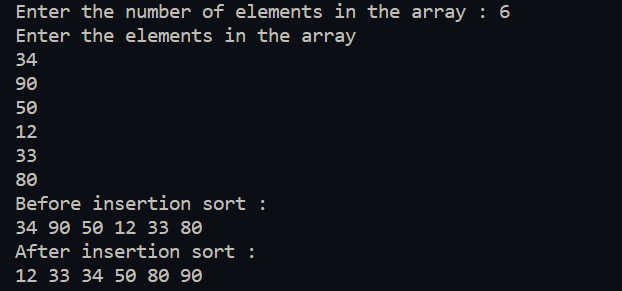 Enter the number of elements in the array : 6
Enter the elements in the array
34
90
50
12
33
80
Before insertion sort :
34 90 50 12 33 80
After insertion sort :
12 33 34 50 80 90